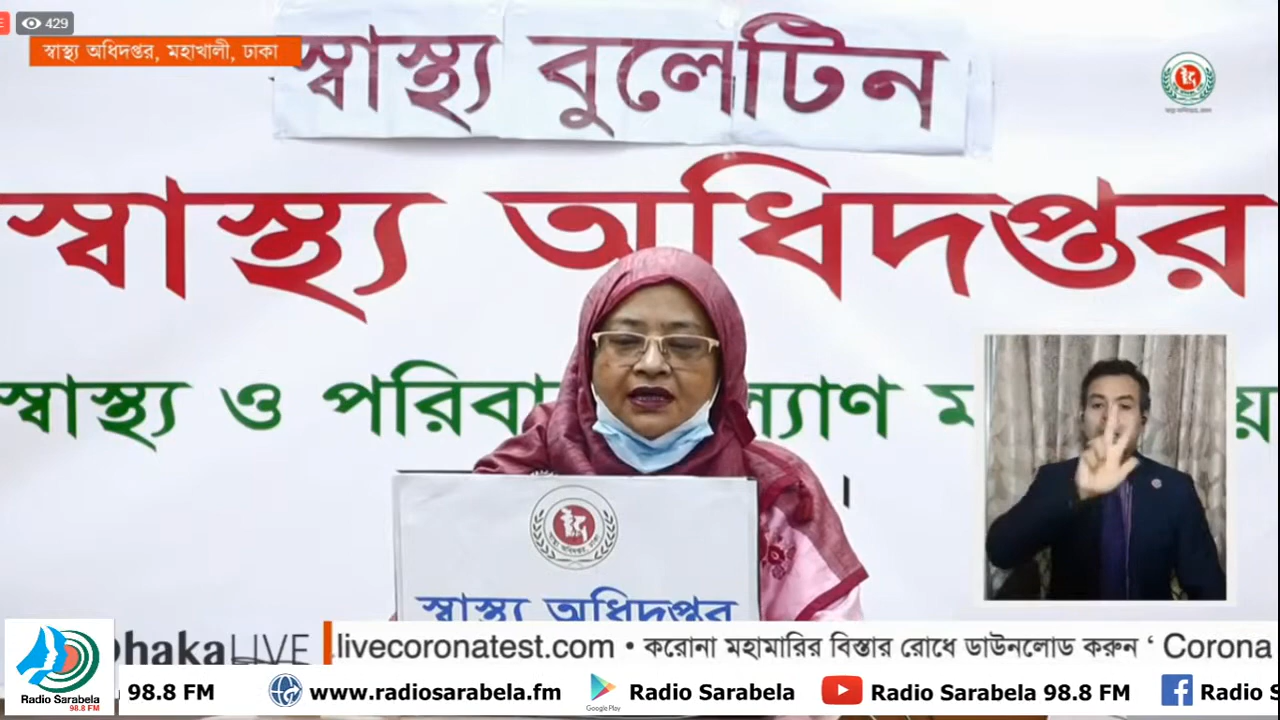 429
স্বাস্থ্য অধিদপ্তর, মহাখালী, ঢাকা
স্বাস্থ্য বুলেটিন
স্বাস্থ্য অধিদপ্তর
স্বাস্থ্য ও পরিবা ল্যাণ ম য়
।
স্বাস্থ্য অধিদপ্তর
DhakaLIVE
livecoronatest.com • করোনা মহামারির বিস্তার রোধে ডাউনলোড করুন ‘ Corona
Radio Sarabela
98.8 FM
98.8 FM www.radiosarabela.fm Google Play Radio Sarabela Radio Sarabela 98.8 FM Radio S